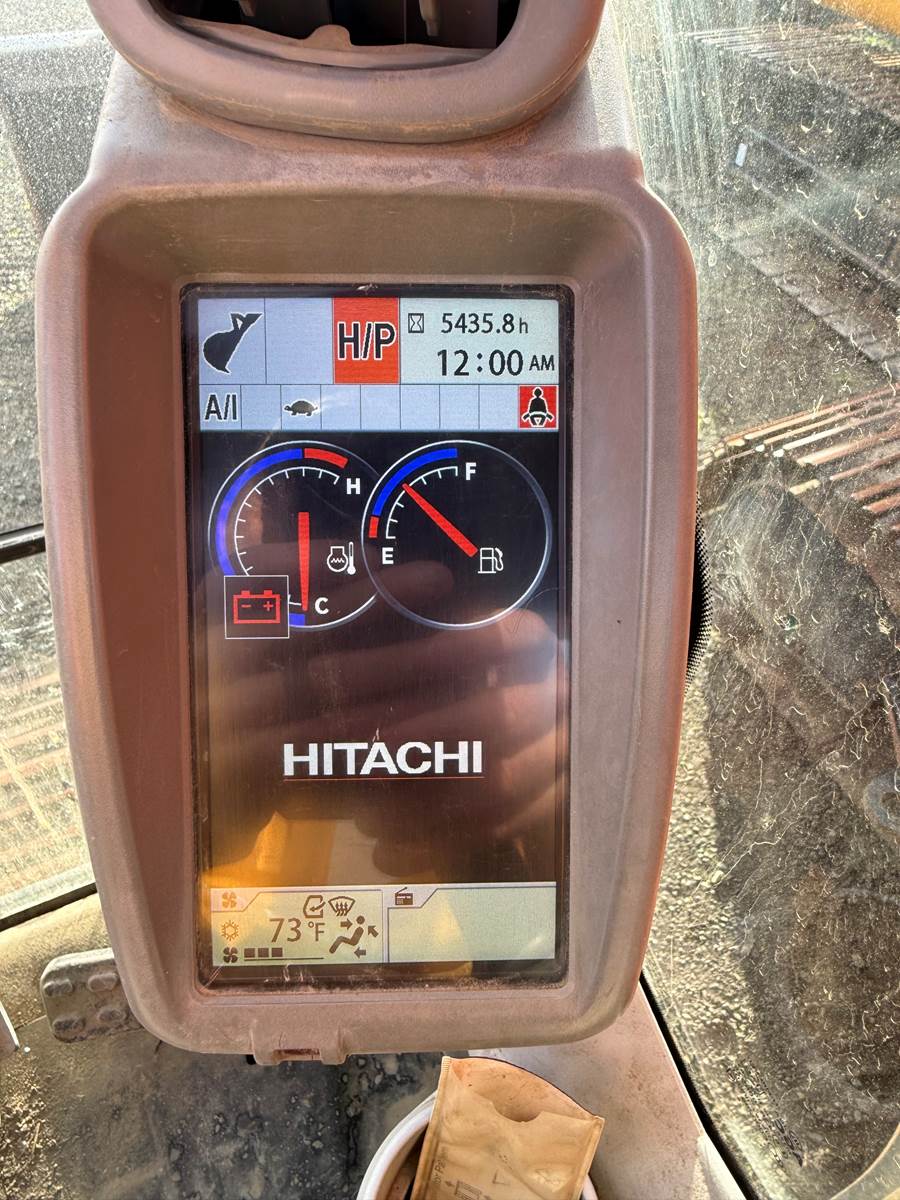 H/P
5435.8h
12:00 AM
A/I
H
F
E
C
HITACHI
73°F